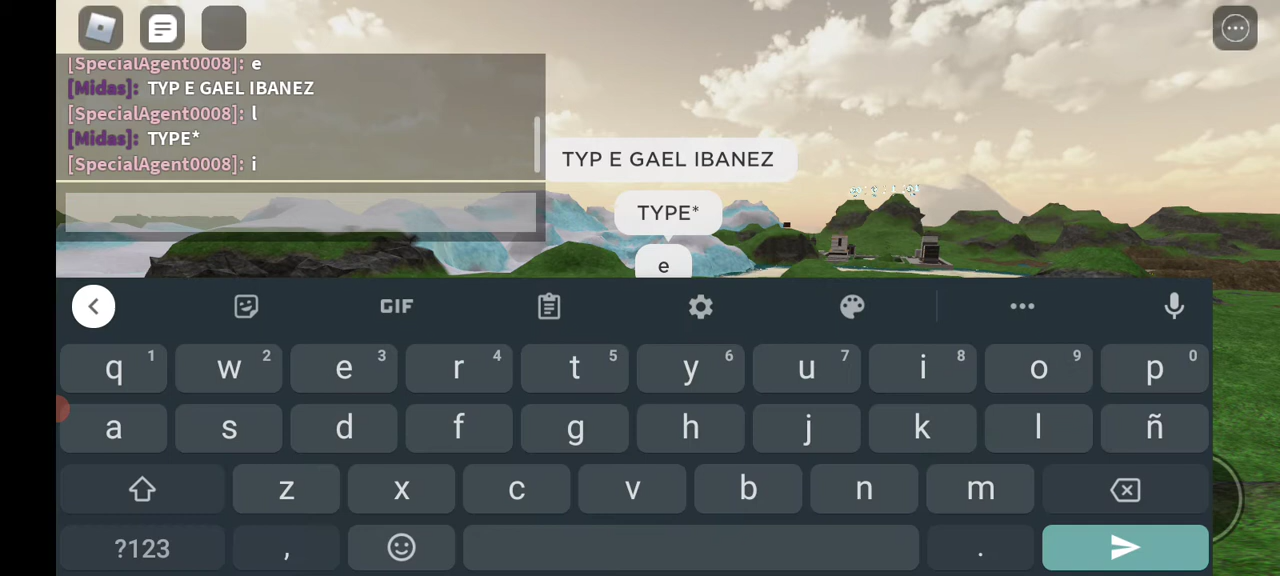 [SpecialAgent0008]: e
[Midas]: TYP E GAEL IBANEZ
[SpecialAgent0008]: l
[Midas]: TYPE*
[SpecialAgent0008]: i
TYP E GAEL IBANEZ
TYPE*
e
GIF
q 1 w 2 e 3 r 4 t 5 y 6 u 7 i 8 o 9 p 0
a s d f g h j k l ñ
z x c v b n m
?123 , .